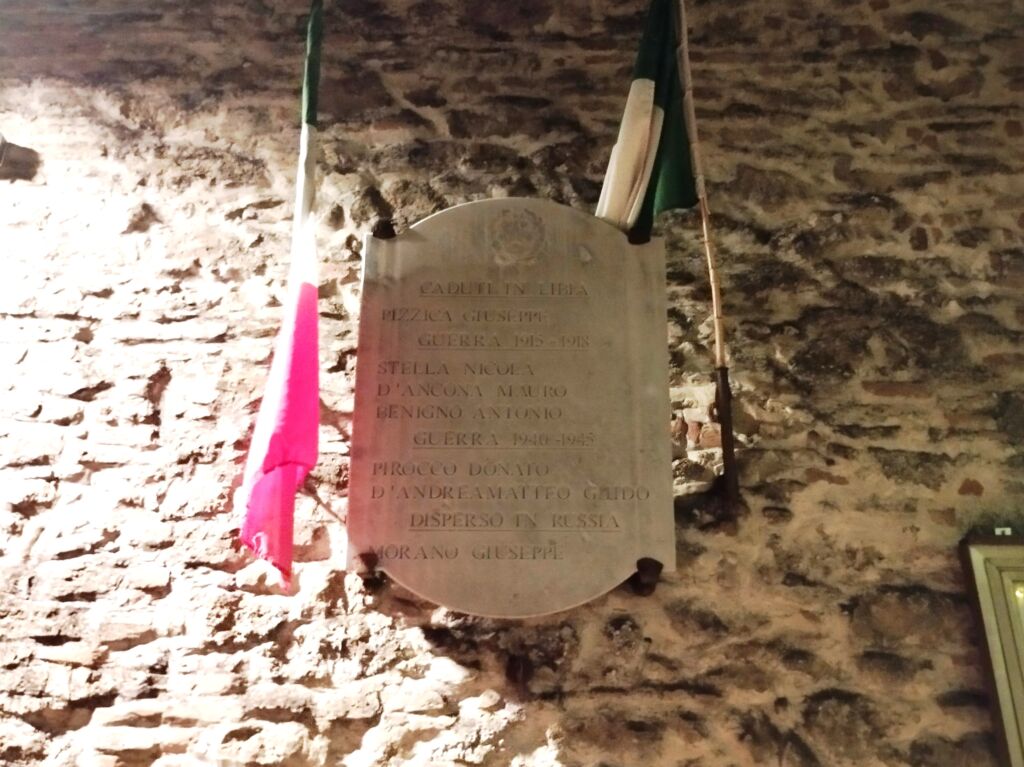 CADUTI IN LIBIA
PIZZICA GIUSEPPE
GUERRA 1915-1918
STELLA NICOLA
D'ANCONA MAURO
BENIGNO ANTONIO
GUERRA 1940-1945
PIROCCO DONATO
D'ANDREAMATTEO GUIDO
DISPERSO IN RUSSIA
MORANO GIUSEPPE